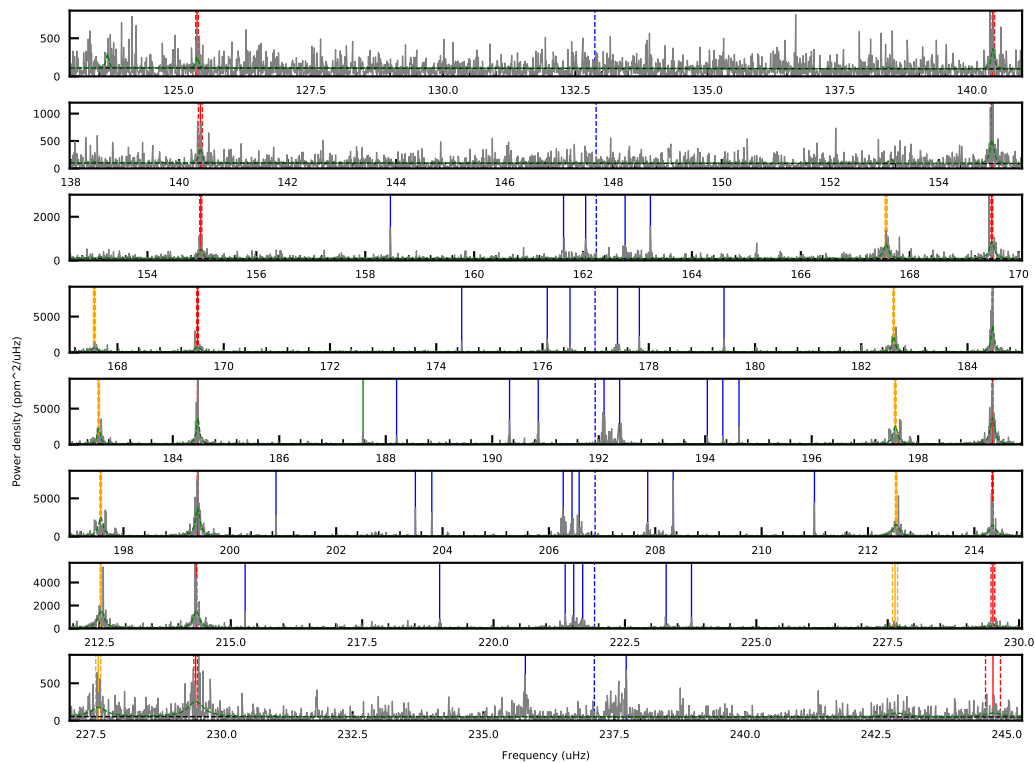 500
0
125.0 127.5 130.0 132.5 135.0 137.5 140.0
1000
500
0
138 140 142 144 146 148 150 152 154
2000
0
154 156 158 160 162 164 166 168 170
5000
0
168 170 172 174 176 178 180 182 184
5000
0
184 186 188 190 192 194 196 198
5000
0
198 200 202 204 206 208 210 212 214
4000
2000
0
212.5 215.0 217.5 220.0 222.5 225.0 227.5 230.0
500
0
227.5 230.0 232.5 235.0 237.5 240.0 242.5 245.0
Power density (ppm^2/uHz)
Frequency (uHz)